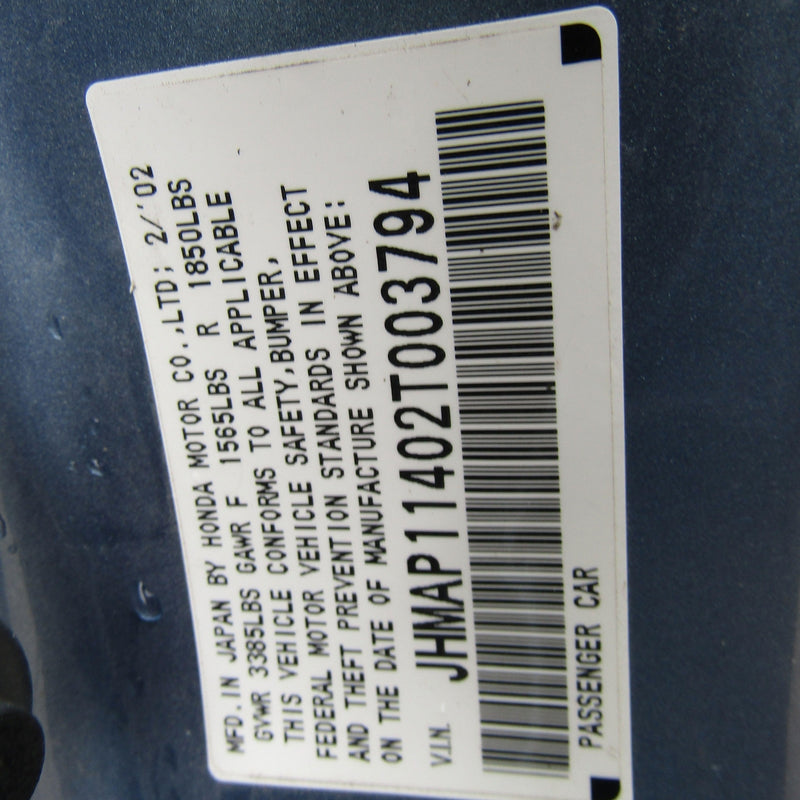 MFD.IN JAPAN BY HONDA MOTOR CO.,LTD; 2/'02
GVWR 3385LBS GAWR F 1565LBS R 1850LBS
THIS VEHICLE CONFORMS TO ALL APPLICABLE
FEDERAL MOTOR VEHICLE SAFETY,BUMPER,
AND THEFT PREVENTION STANDARDS IN EFFECT
ON THE DATE OF MANUFACTURE SHOWN ABOVE:
V.I.N. JHMAP11402T003794
PASSENGER CAR